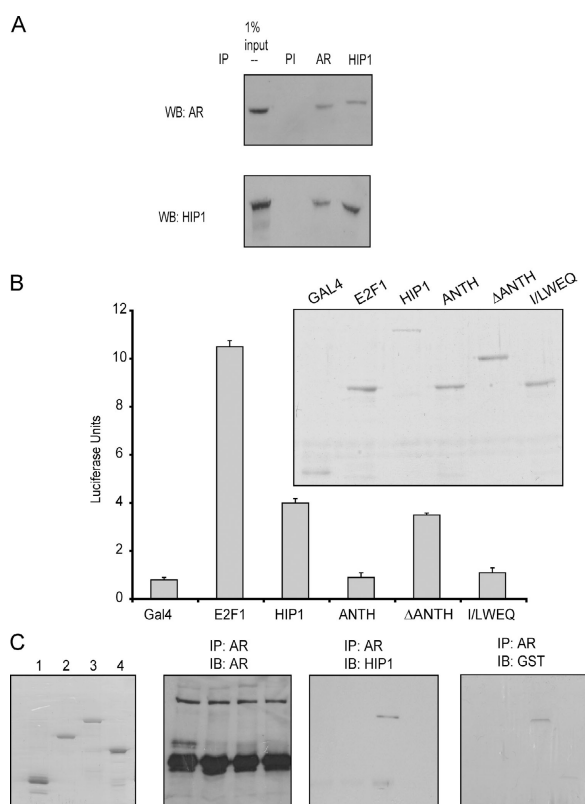 A
1%
input
IP -- PI AR HIP1
WB: AR
WB: HIP1
B
GAL4 E2F1 HIP1 ANTH ΔANTH I/LWEQ
12
10
8
6
4
2
0
Luciferase Units
Gal4 E2F1 HIP1 ANTH ΔANTH I/LWEQ
C
1 2 3 4
IP: AR
IB: AR
IP: AR
IB: HIP1
IP: AR
IB: GST